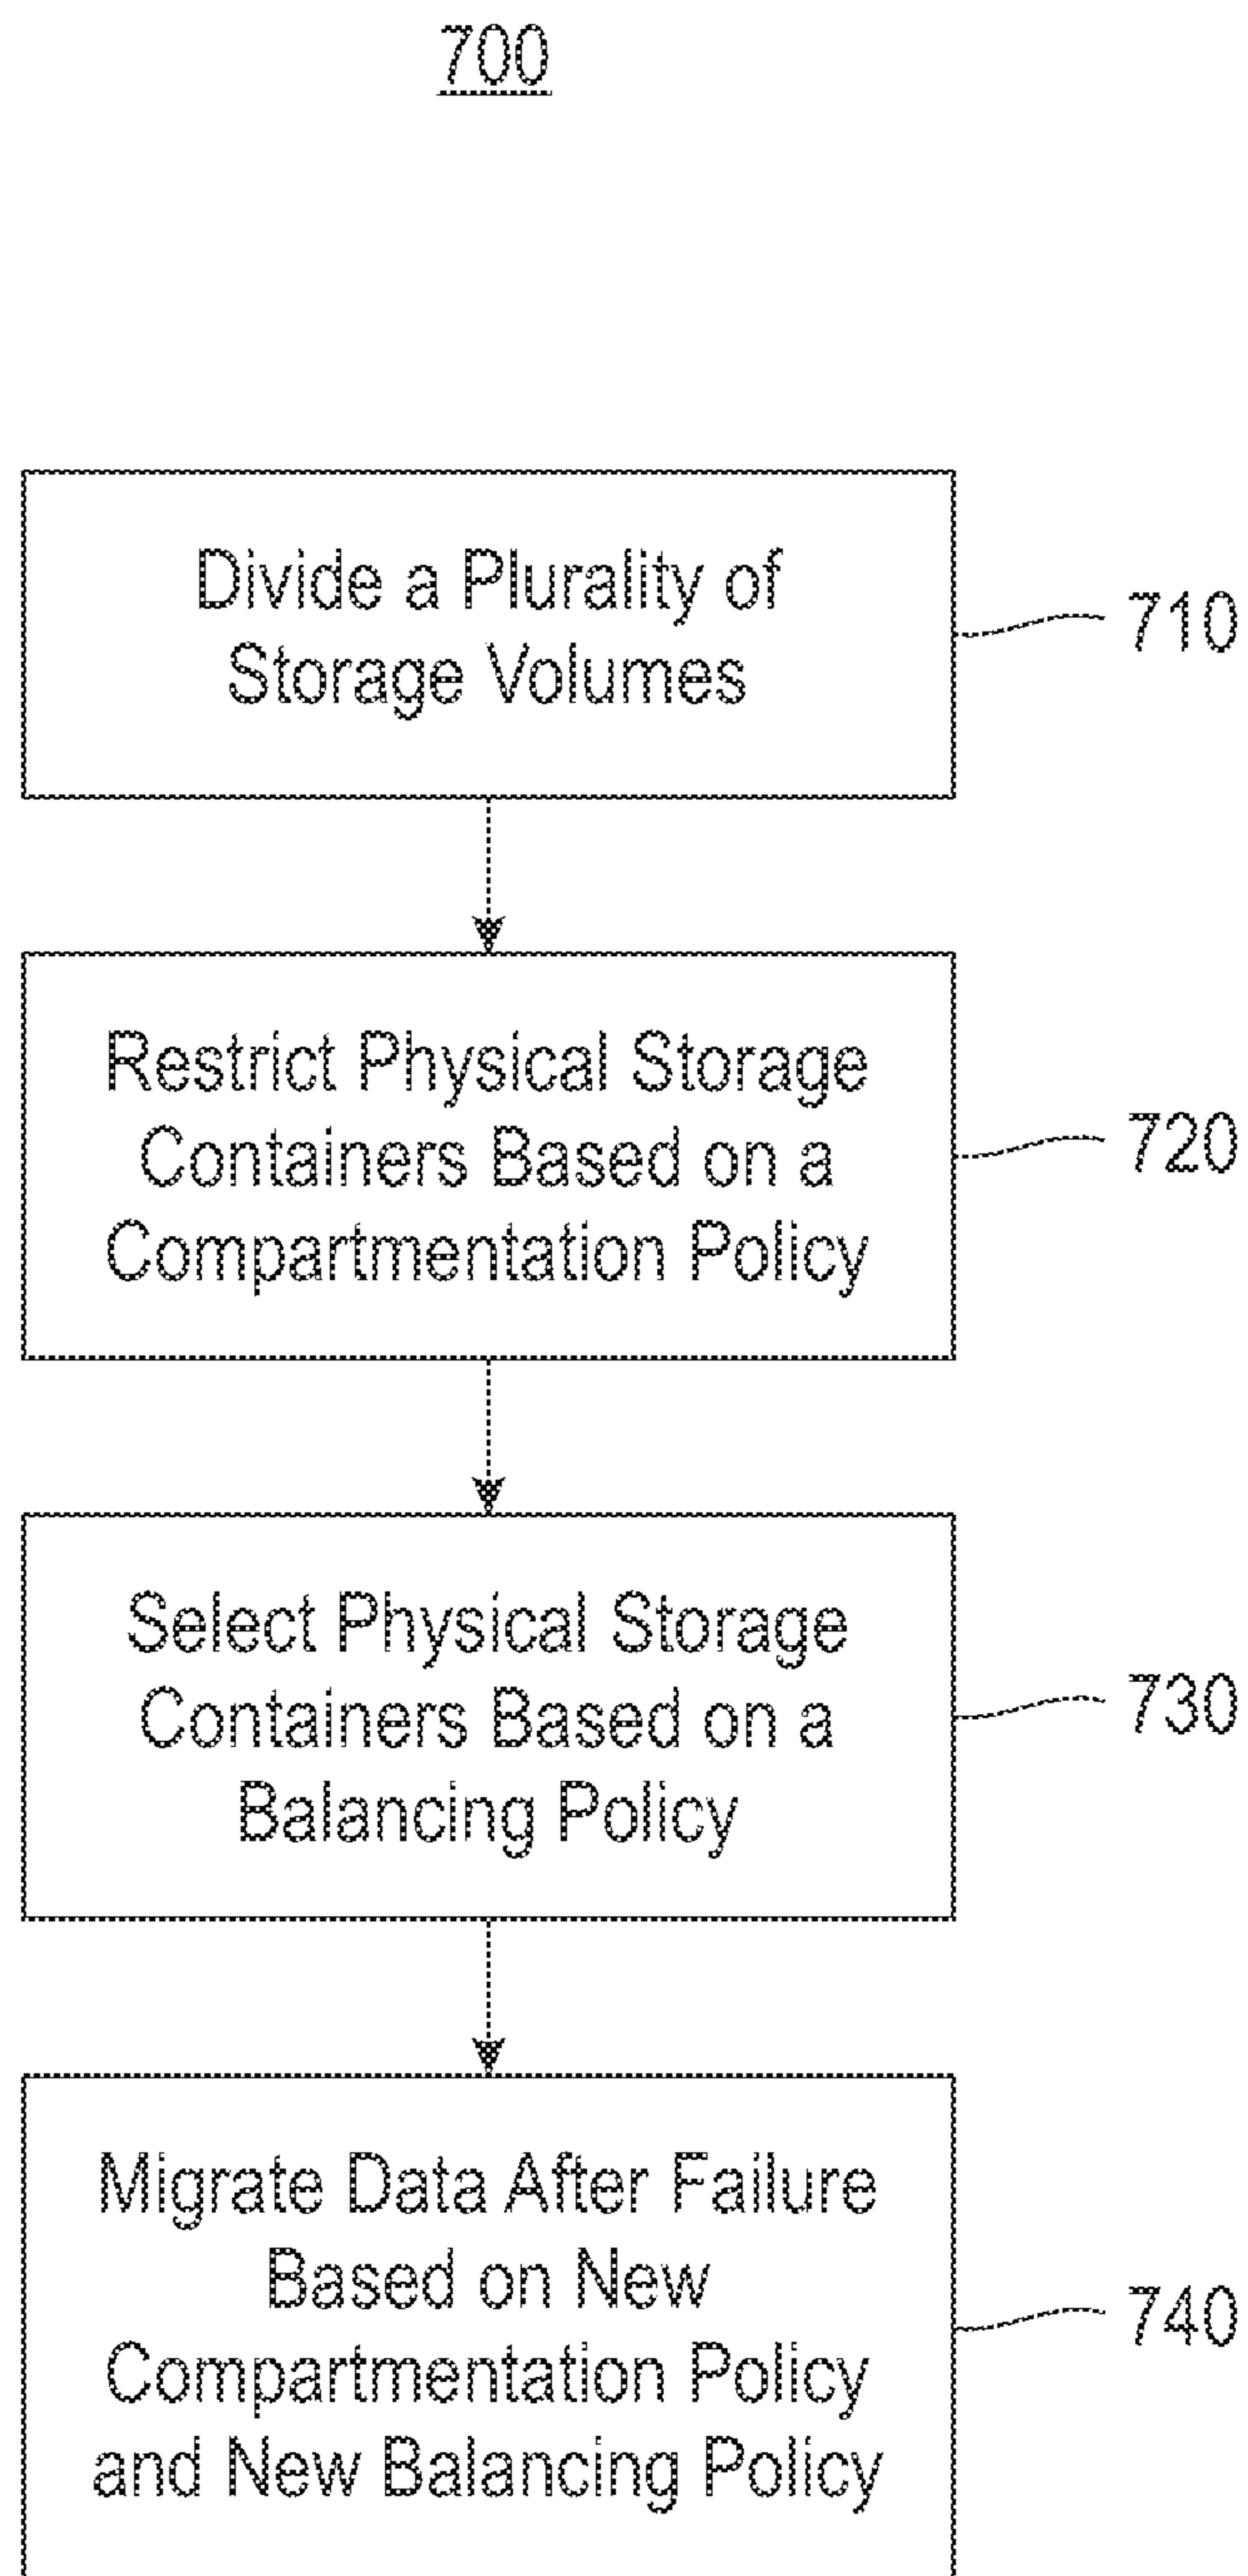 700
Divide a Plurality of
Storage Volumes
710
Restrict Physical Storage
Containers Based on a
Compartmentation Policy
720
Select Physical Storage
Containers Based on a
Balancing Policy
730
Migrate Data After Failure
Based on New
Compartmentation Policy
and New Balancing Policy
740